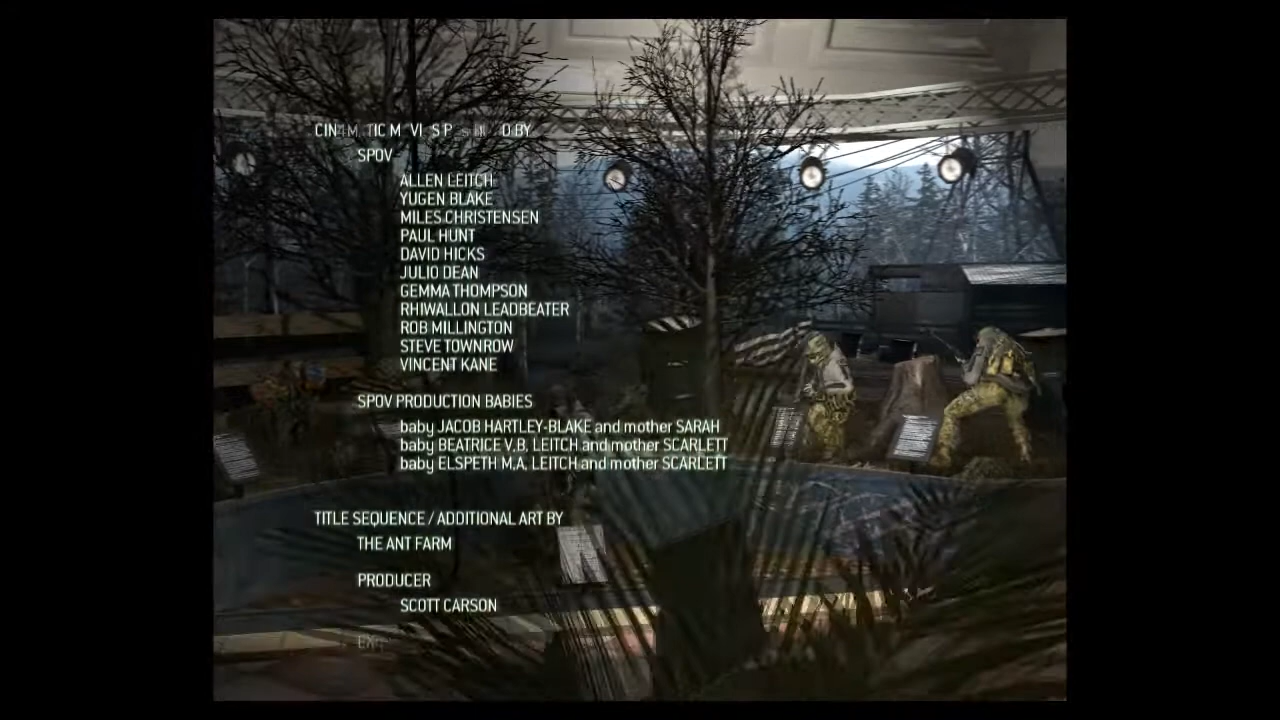 SPOV
ALLEN LEITCH
YUGEN BLAKE
MILES CHRISTENSEN
PAUL HUNT
DAVID HICKS
JULIO DEAN
GEMMA THOMPSON
RHIWALLON LEADBEATER
ROB MILLINGTON
STEVE TOWNROW
VINCENT KANE
SPOV PRODUCTION BABIES
baby JACOB HARTLEY-BLAKE and mother SARAH
baby BEATRICE V.B. LEITCH and mother SCARLETT
baby ELSPETH M.A. LEITCH and mother SCARLETT
TITLE SEQUENCE / ADDITIONAL ART BY
THE ANT FARM
PRODUCER
SCOTT CARSON